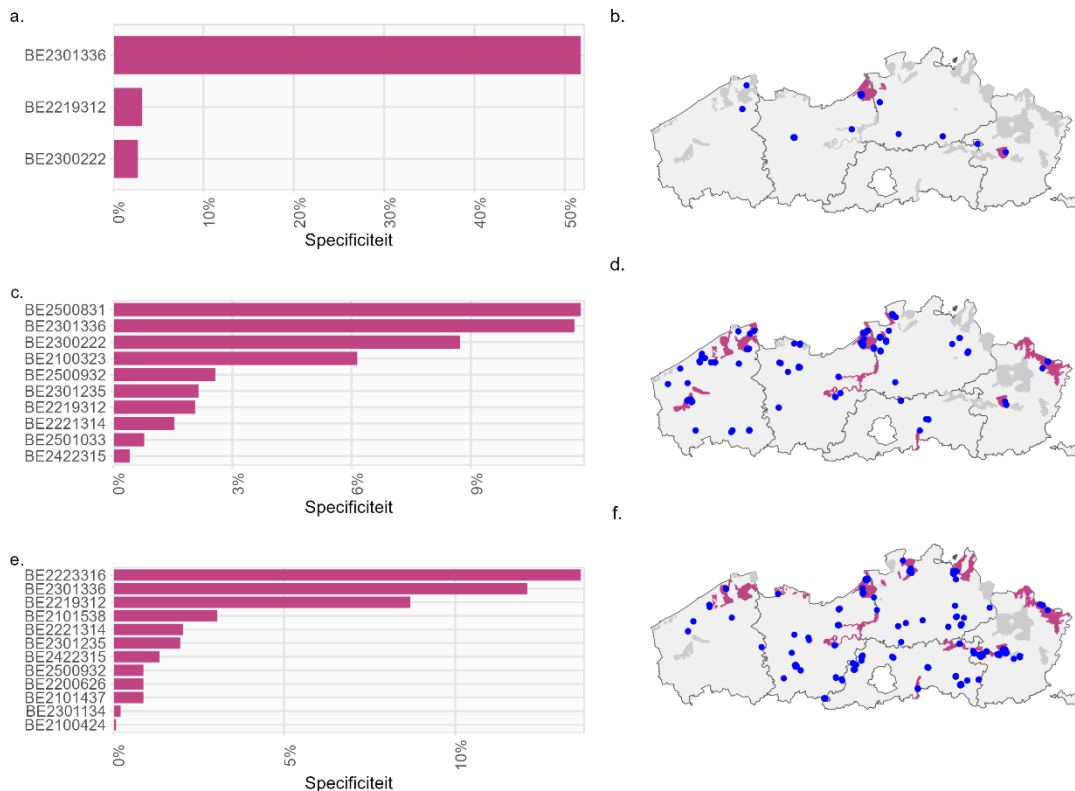 a.
BE2301336
BE2219312
BE2300222
0%
10%
20%
30%
40%
50%
Specificiteit
b.
c.
BE2500831
BE2301336
BE2300222
BE2100323
BE2500932
BE2301235
BE2219312
BE2221314
BE2501033
BE2422315
0%
3%
6%
9%
Specificiteit
d.
e.
BE2223316
BE2301336
BE2219312
BE2101538
BE2221314
BE2301235
BE2422315
BE2500932
BE2200626
BE2101437
BE2301134
BE2100424
0%
5%
10%
Specificiteit
f.